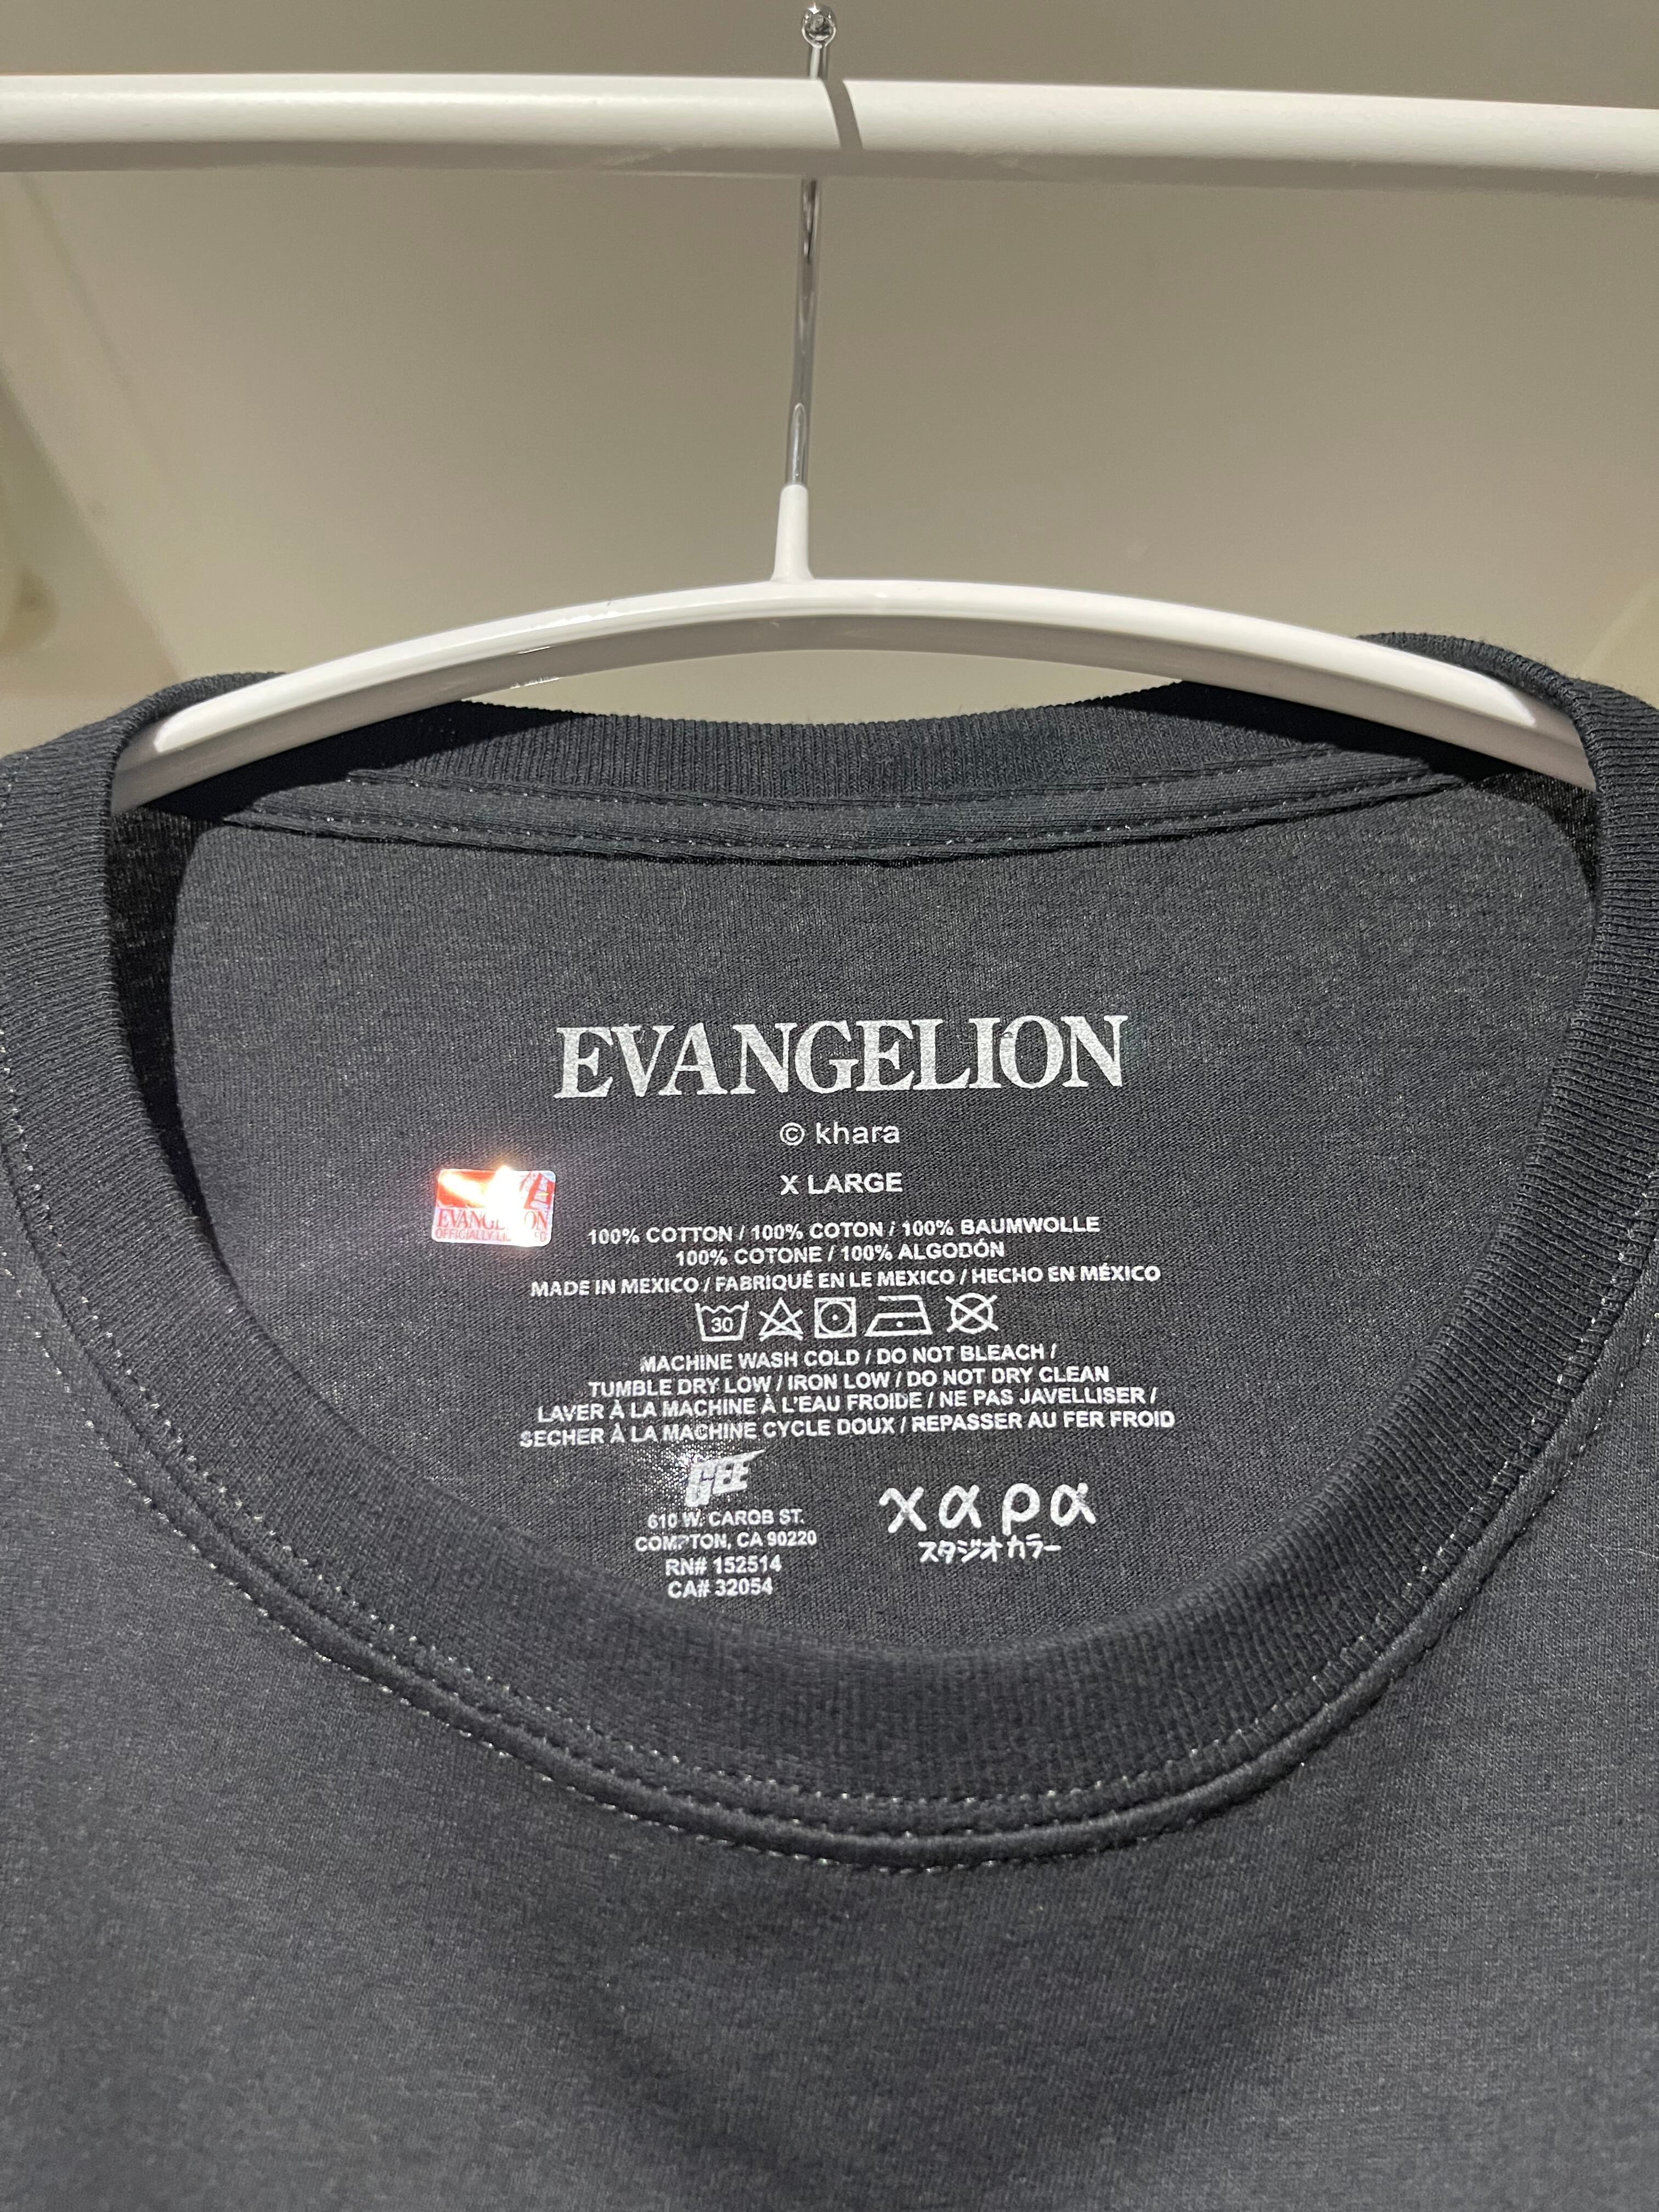 EVANGELION
© khara
X LARGE
EVANGELION
OFFICIALLY
100% COTTON / 100% COTON / 100% BAUMWOLLE
100% COTONE / 100% ALGODÓN
MADE IN MEXICO / FABRIQUÉ EN LE MEXICO / HECHO EN MÉXICO
30
MACHINE WASH COLD / DO NOT BLEACH /
TUMBLE DRY LOW / IRON LOW / DO NOT DRY CLEAN
LAVER À LA MACHINE À L'EAU FROIDE / NE PAS JAVELLISER /
SECHER À LA MACHINE CYCLE DOUX / REPASSER AU FER FROID
GEE
610 W. CAROB ST.
COMPTON, CA 90220
RN# 152514
CA# 32054
χαρα
スタジオカラー